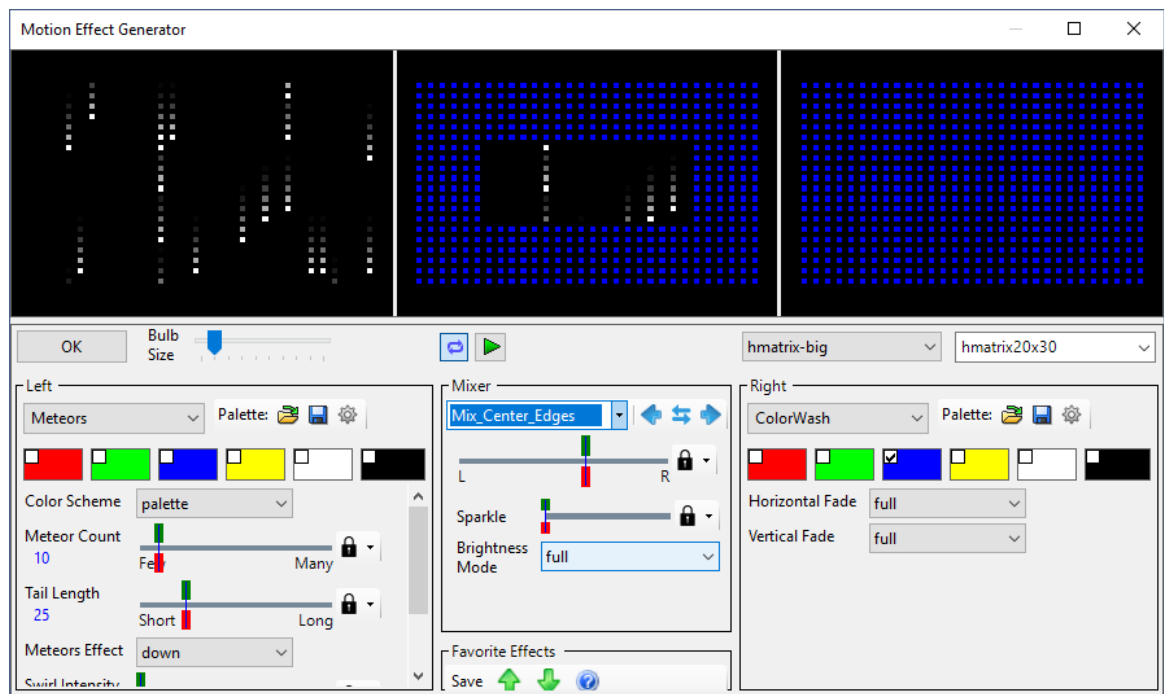 Motion Effect Generator
OK
Bulb
Size
hmatrix-big
hmatrix20x30
Left
Meteors
Palette:
Color Scheme
palette
Meteor Count
10
Few
Many
Tail Length
25
Short
Long
Meteors Effect
down
Swirl Intensity
Mixer
Mix_Center_Edges
L
R
Sparkle
Brightness
Mode
full
Favorite Effects
Save
Right
ColorWash
Palette:
Horizontal Fade
full
Vertical Fade
full